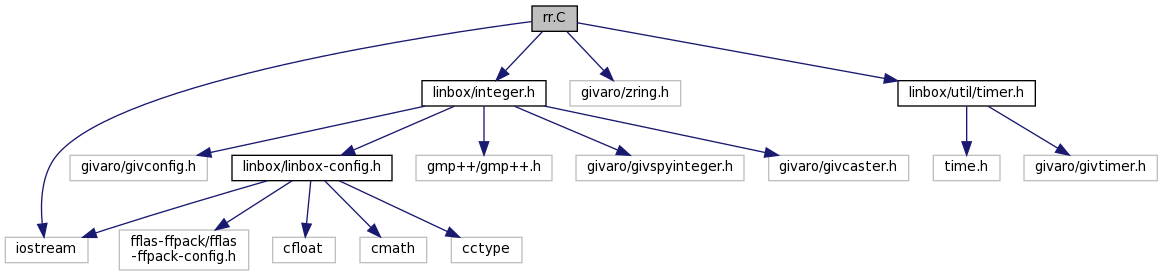 rr.C
linbox/integer.h
givaro/zring.h
linbox/util/timer.h
givaro/givconfig.h
linbox/linbox-config.h
gmp++/gmp++.h
givaro/givspyinteger.h
givaro/givcaster.h
time.h
givaro/givtimer.h
iostream
fflas-ffpack/fflas
-ffpack-config.h
cfloat
cmath
cctype